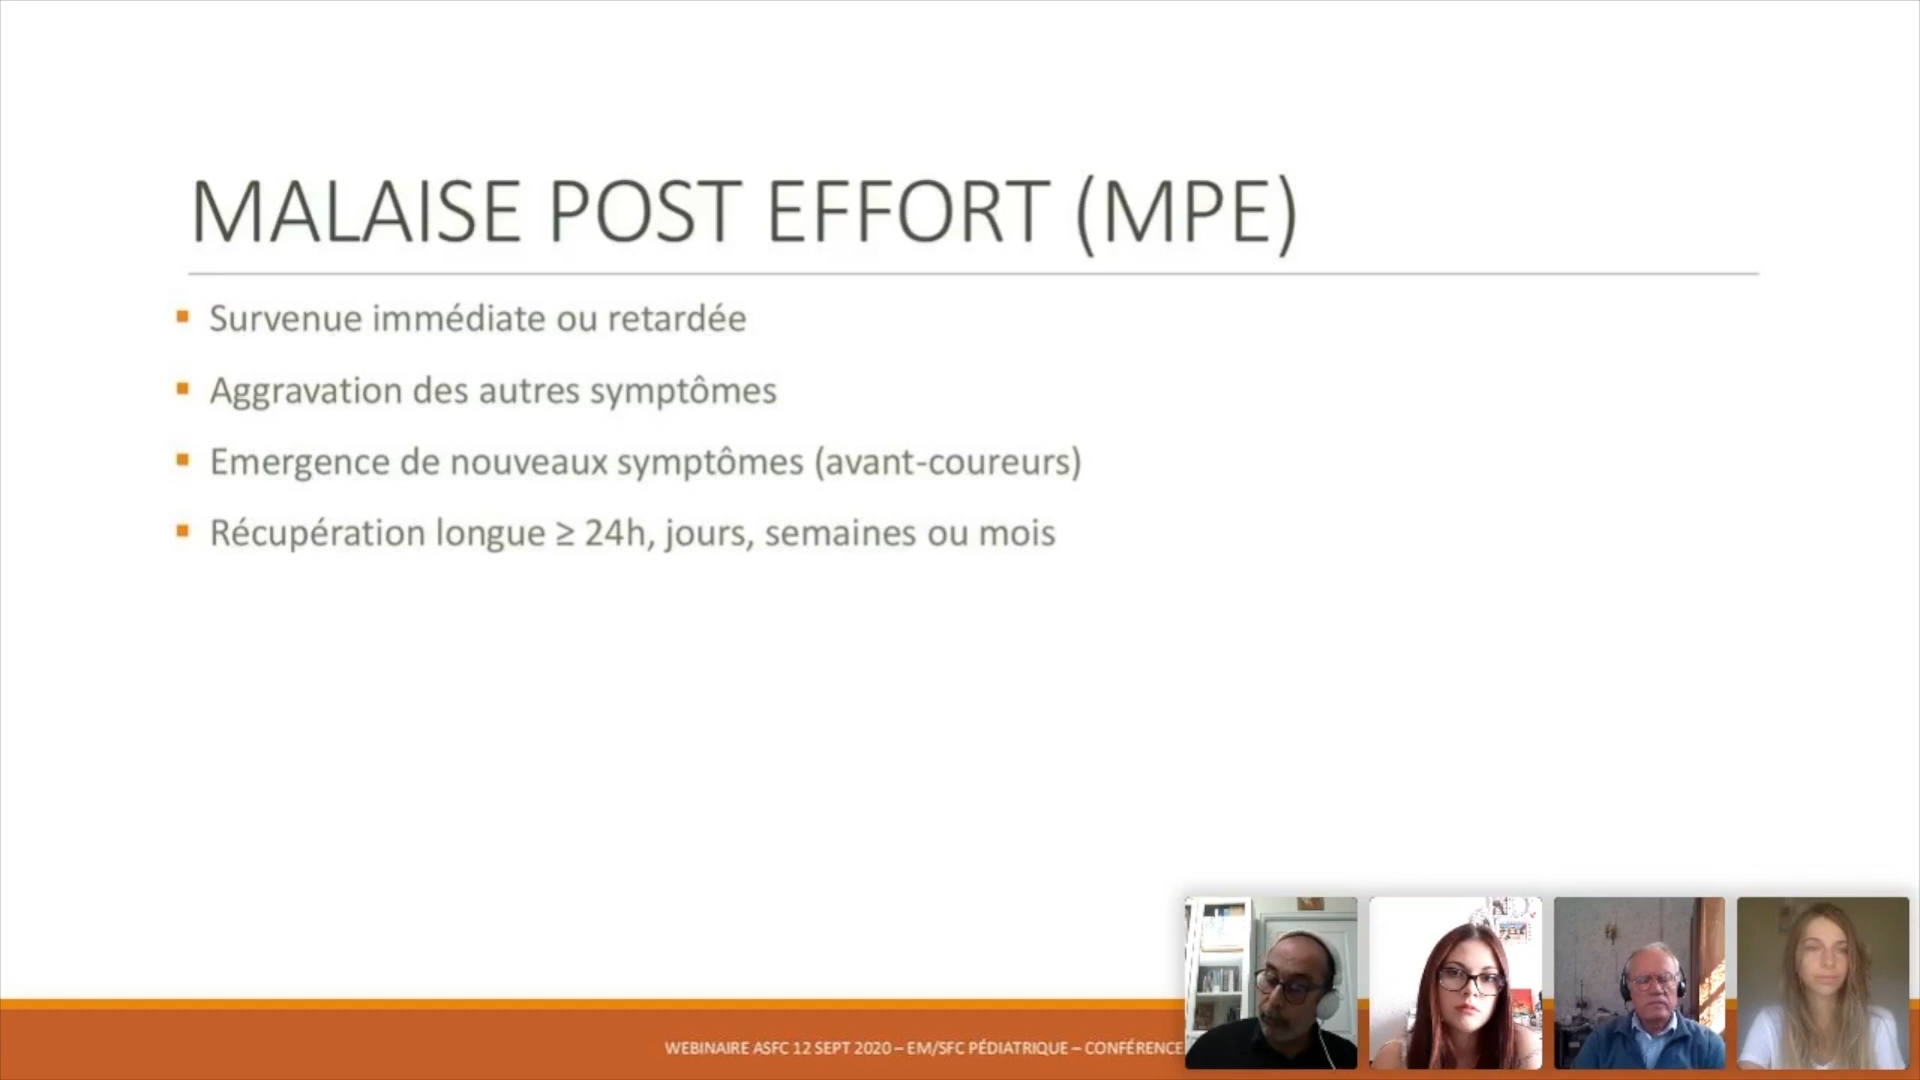 MALAISE POST EFFORT (MPE)
Survenue immédiate ou retardée
Aggravation des autres symptômes
Emergence de nouveaux symptômes (avant-coureurs)
Récupération longue ≥ 24h, jours, semaines ou mois
WEBINAIRE ASFC 12 SEPT 2020 – EM/SFC PÉDIATRIQUE – CONFÉRENCE